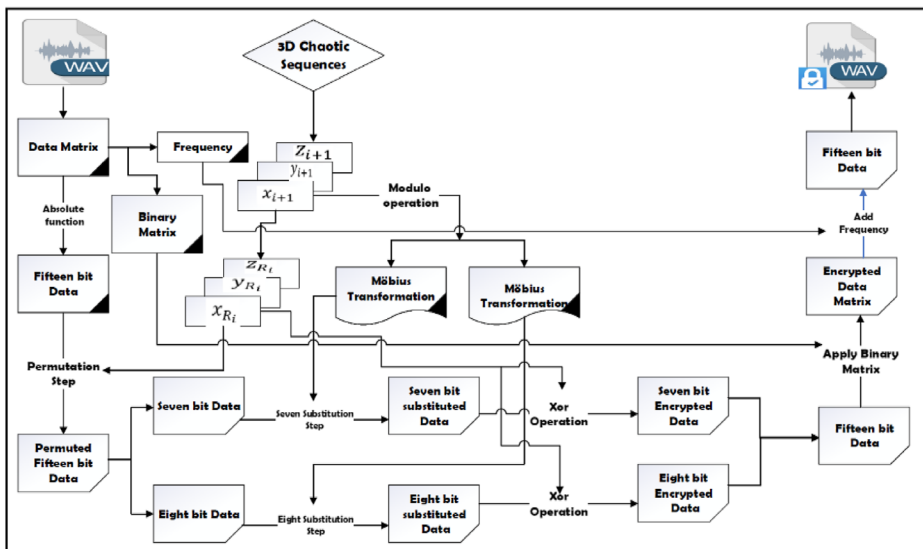 WAV
3D Chaotic
Sequences
WAV
Data Matrix
Frequency
Z_{i+1}
y_{i+1}
x_{i+1}
Modulo
operation
Fifteen bit
Data
Absolute
function
Binary
Matrix
Add
Frequency
Fifteen bit
Data
z_{R_i}
y_{R_i}
x_{R_i}
Möbius
Transformation
Möbius
Transformation
Encrypted
Data
Matrix
Permutation
Step
Apply Binary
Matrix
Seven bit Data
Seven Substitution
Step
Seven bit
substituted
Data
Xor
Operation
Seven bit
Encrypted
Data
Permuted
Fifteen bit
Data
Fifteen bit
Data
Eight bit Data
Eight Substitution
Step
Eight bit
substituted
Data
Xor
Operation
Eight bit
Encrypted
Data